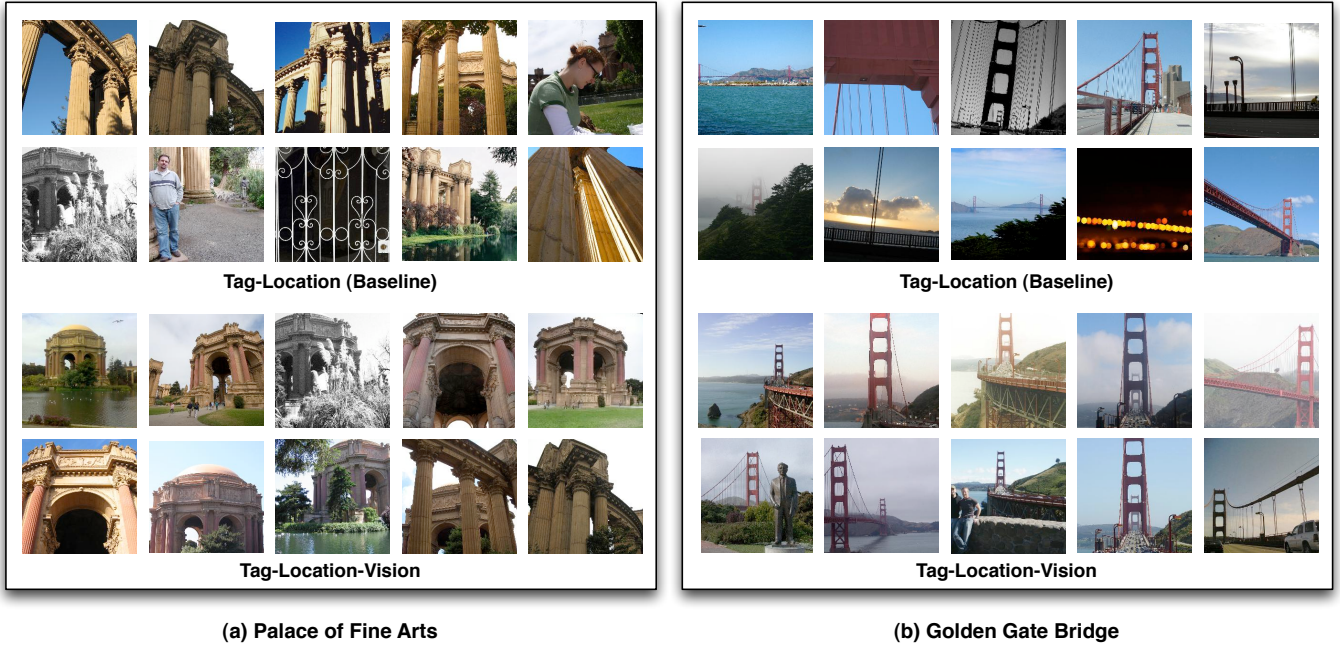 Tag-Location (Baseline)
Tag-Location-Vision
(a) Palace of Fine Arts
Tag-Location (Baseline)
Tag-Location-Vision
(b) Golden Gate Bridge